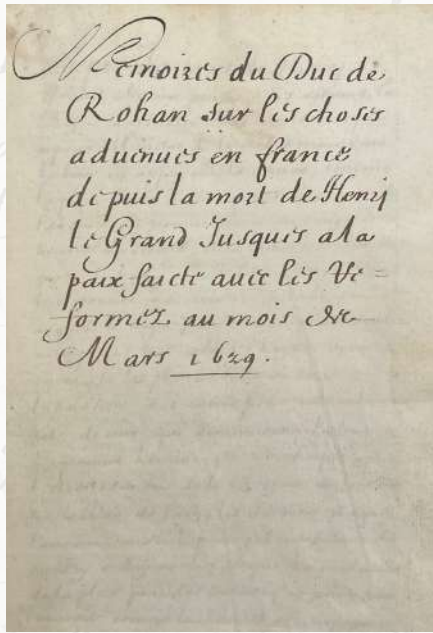 Memoires du Duc de
Rohan sur les choses
aduenues en france
depuis la mort de Henry
le Grand Jusques a la
paix faicte auec les Re=
formez au mois de
Mars 1629.